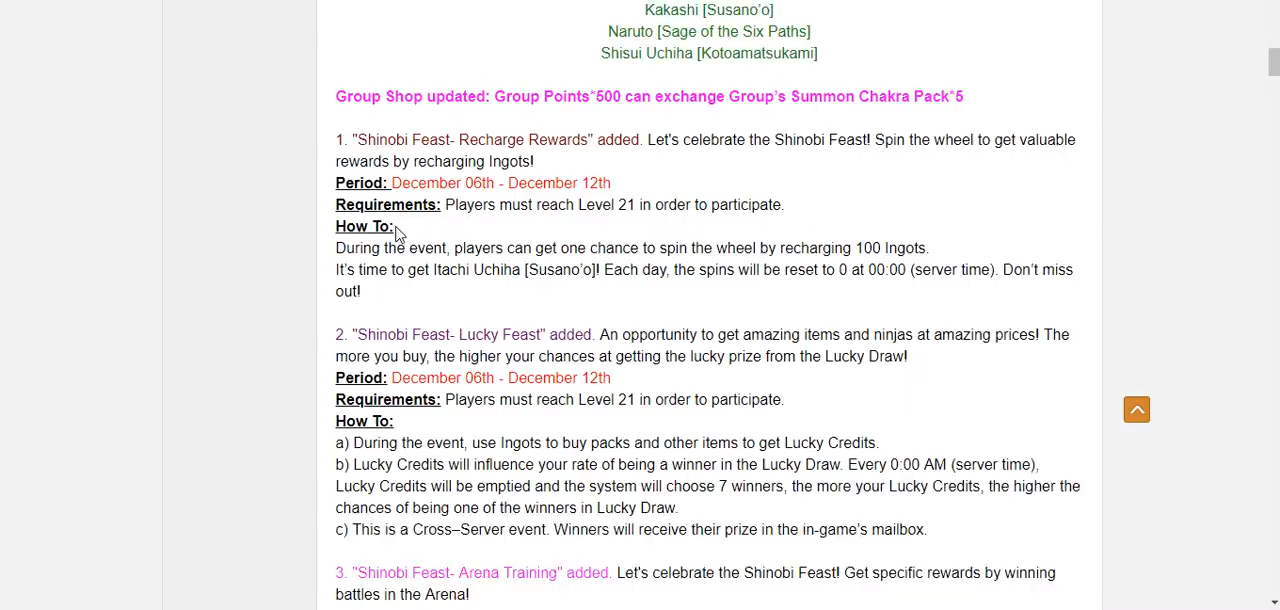 Kakashi [Susano’o]
Naruto [Sage of the Six Paths]
Shisui Uchiha [Kotoamatsukami]
Group Shop updated: Group Points*500 can exchange Group’s Summon Chakra Pack*5
1. "Shinobi Feast- Recharge Rewards" added. Let's celebrate the Shinobi Feast! Spin the wheel to get valuable
rewards by recharging Ingots!
Period: December 06th - December 12th
Requirements: Players must reach Level 21 in order to participate.
How To:
During the event, players can get one chance to spin the wheel by recharging 100 Ingots.
It’s time to get Itachi Uchiha [Susano’o]! Each day, the spins will be reset to 0 at 00:00 (server time). Don’t miss
out!
2. "Shinobi Feast- Lucky Feast" added. An opportunity to get amazing items and ninjas at amazing prices! The
more you buy, the higher your chances at getting the lucky prize from the Lucky Draw!
Period: December 06th - December 12th
Requirements: Players must reach Level 21 in order to participate.
How To:
a) During the event, use Ingots to buy packs and other items to get Lucky Credits.
b) Lucky Credits will influence your rate of being a winner in the Lucky Draw. Every 0:00 AM (server time),
Lucky Credits will be emptied and the system will choose 7 winners, the more your Lucky Credits, the higher the
chances of being one of the winners in Lucky Draw.
c) This is a Cross–Server event. Winners will receive their prize in the in-game’s mailbox.
3. "Shinobi Feast- Arena Training" added. Let's celebrate the Shinobi Feast! Get specific rewards by winning
battles in the Arena!